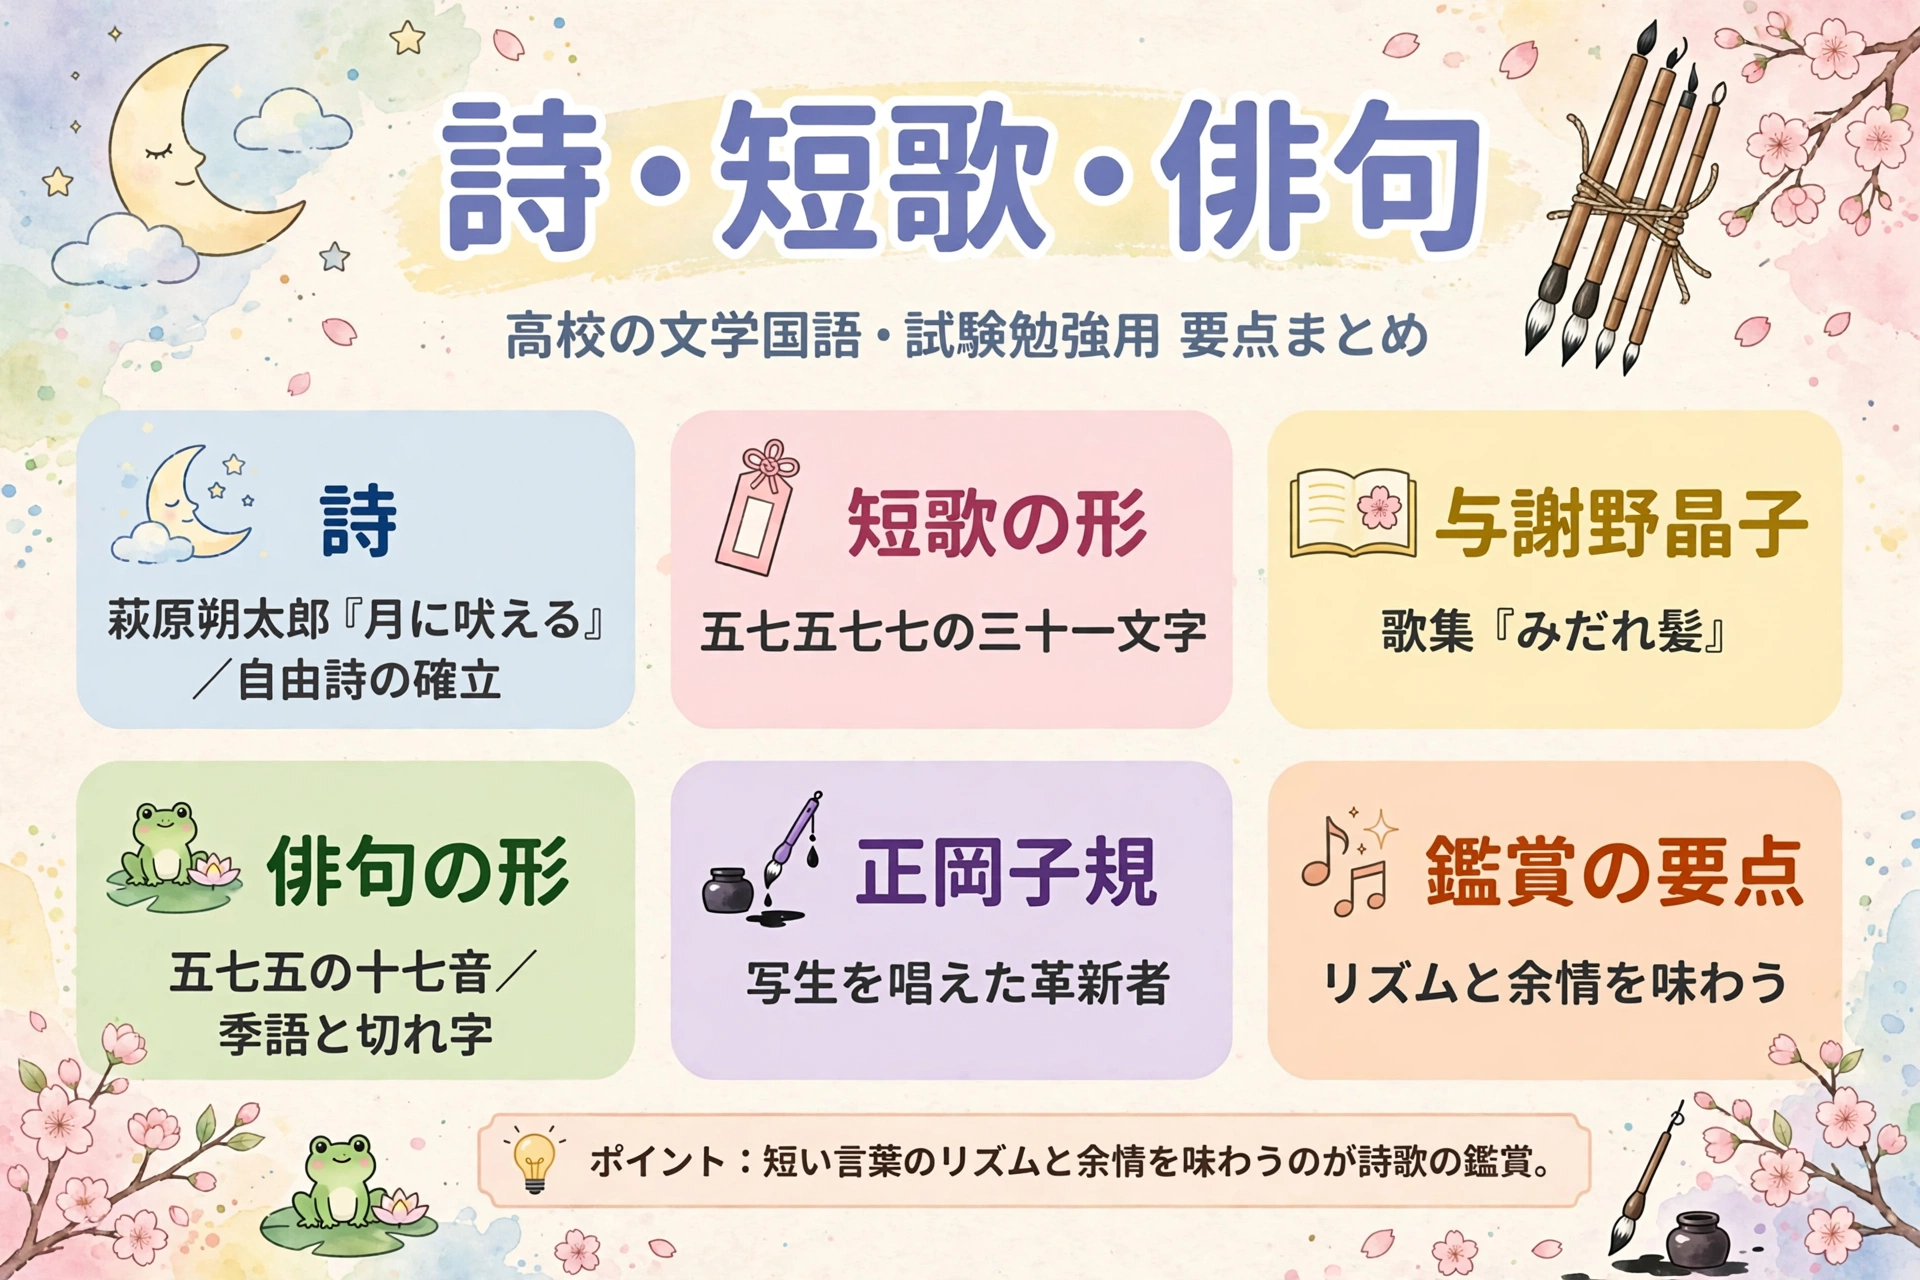 詩・短歌・俳句
高校の文学国語・試験勉強用 要点まとめ
詩
萩原朔太郎『月に吠える』
／自由詩の確立
短歌の形
五七五七七の三十一文字
与謝野晶子
歌集『みだれ髪』
俳句の形
五七五の十七音／
季語と切れ字
正岡子規
写生を唱えた革新者
鑑賞の要点
リズムと余情を味わう
ポイント：短い言葉のリズムと余情を味わうのが詩歌の鑑賞。